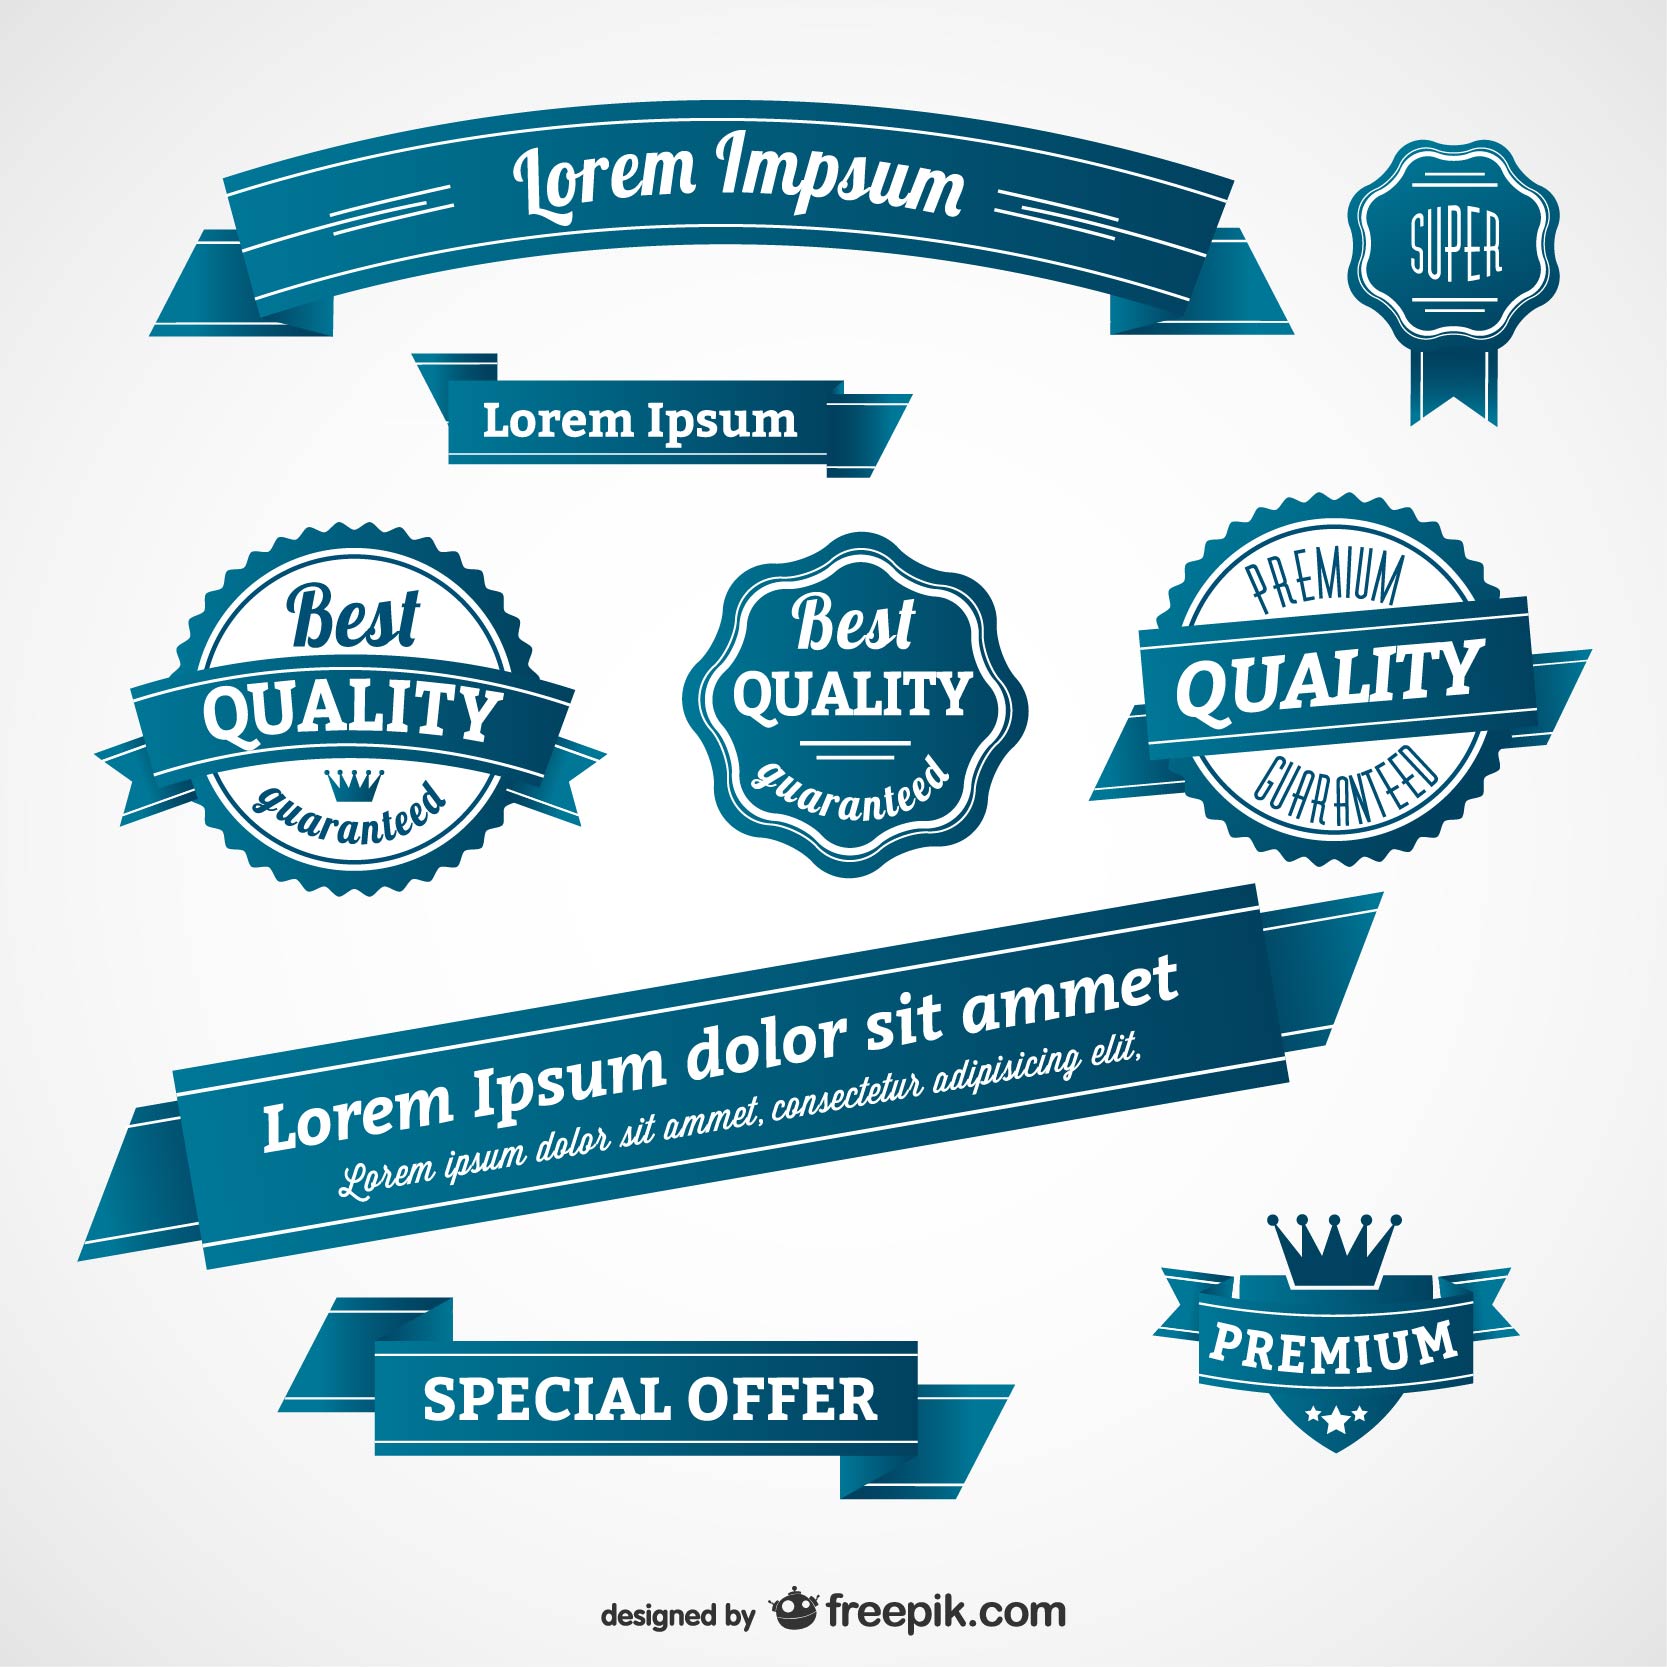 Lorem Impsum
SUPER
Lorem Ipsum
Best
QUALITY
guaranteed
Best
QUALITY
guaranteed
PREMIUM
QUALITY
GUARANTEED
Lorem Ipsum dolor sit ammet
Lorem ipsum dolor sit ammet, consectetur adipisicing elit,
PREMIUM
SPECIAL OFFER
designed by freepik.com